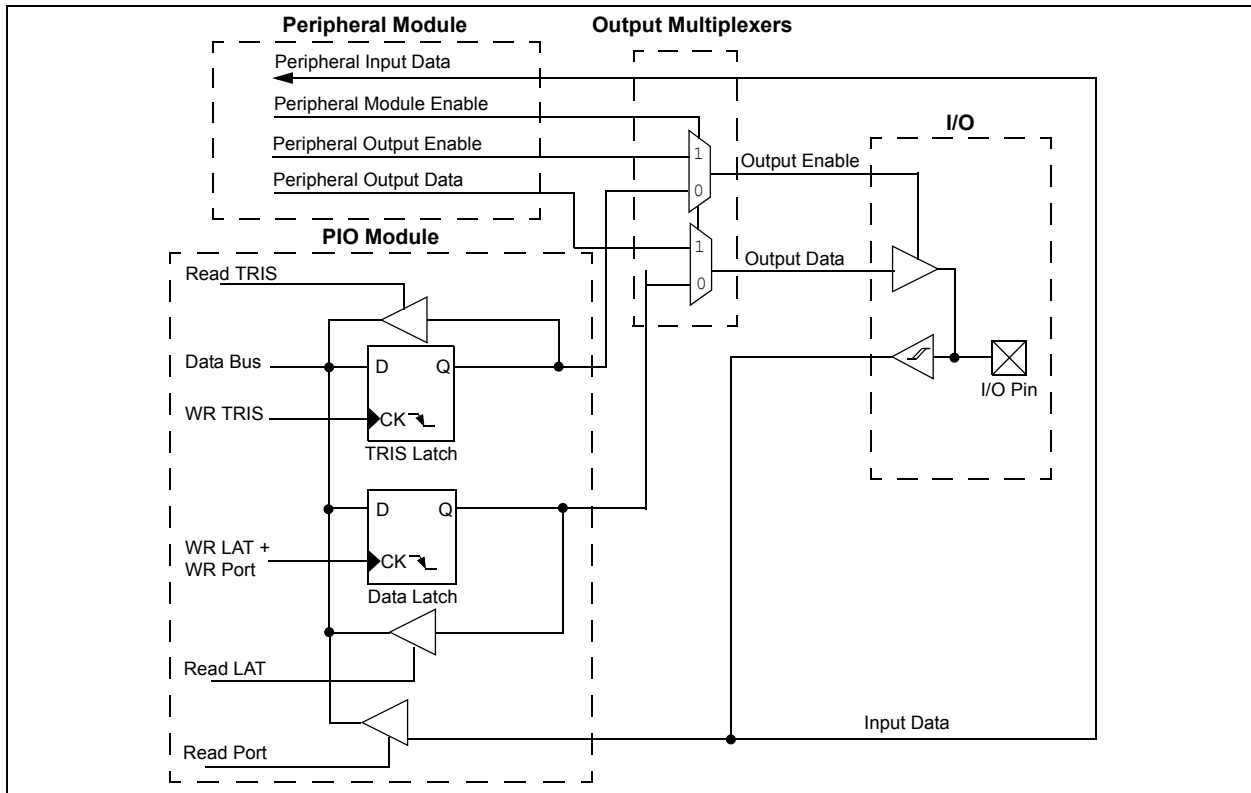 Peripheral Module
Output Multiplexers
Peripheral Input Data
Peripheral Module Enable
Peripheral Output Enable
Peripheral Output Data
I/O
1
0
Output Enable
1
0
Output Data
PIO Module
Read TRIS
Data Bus
D Q
WR TRIS
CK
TRIS Latch
I/O Pin
D Q
WR LAT +
WR Port
CK
Data Latch
Read LAT
Read Port
Input Data